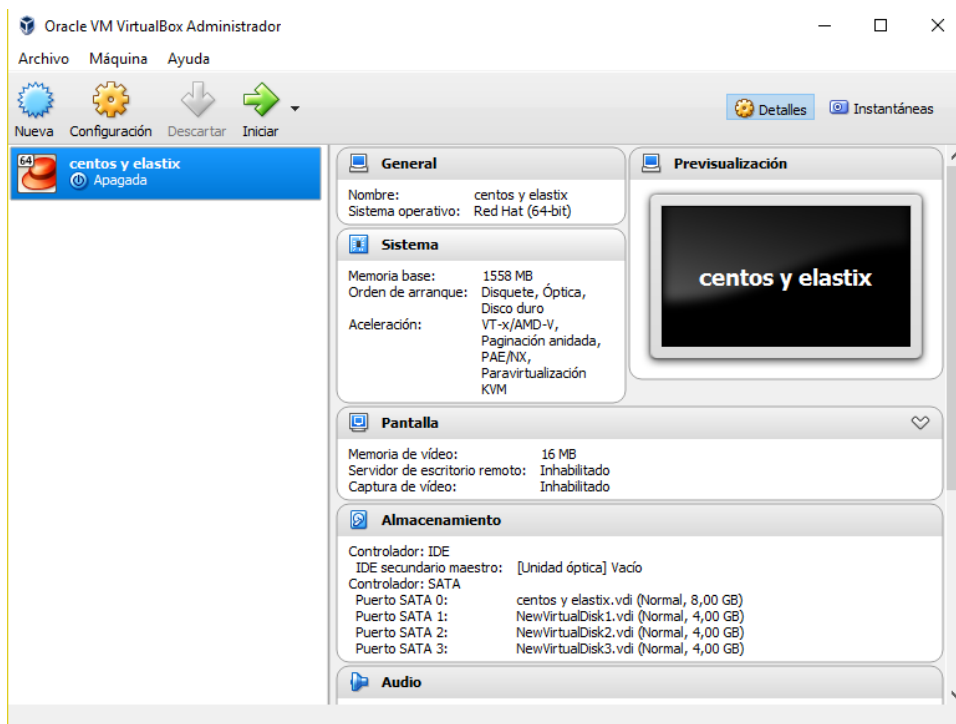 Oracle VM VirtualBox Administrador
Archivo Máquina Ayuda
Nueva Configuración Descartar Iniciar
Detalles Instantáneas
64
centos y elastix
Apagada
General
Nombre: centos y elastix
Sistema operativo: Red Hat (64-bit)
Sistema
Memoria base: 1558 MB
Orden de arranque: Disquete, Óptica,
Disco duro
Aceleración: VT-x/AMD-V,
Paginación anidada,
PAE/NX,
Paravirtualización
KVM
Previsualización
centos y elastix
Pantalla
Memoria de vídeo: 16 MB
Servidor de escritorio remoto: Inhabilitado
Captura de vídeo: Inhabilitado
Almacenamiento
Controlador: IDE
IDE secundario maestro: [Unidad óptica] Vacío
Controlador: SATA
Puerto SATA 0: centos y elastix.vdi (Normal, 8,00 GB)
Puerto SATA 1: NewVirtualDisk1.vdi (Normal, 4,00 GB)
Puerto SATA 2: NewVirtualDisk2.vdi (Normal, 4,00 GB)
Puerto SATA 3: NewVirtualDisk3.vdi (Normal, 4,00 GB)
Audio